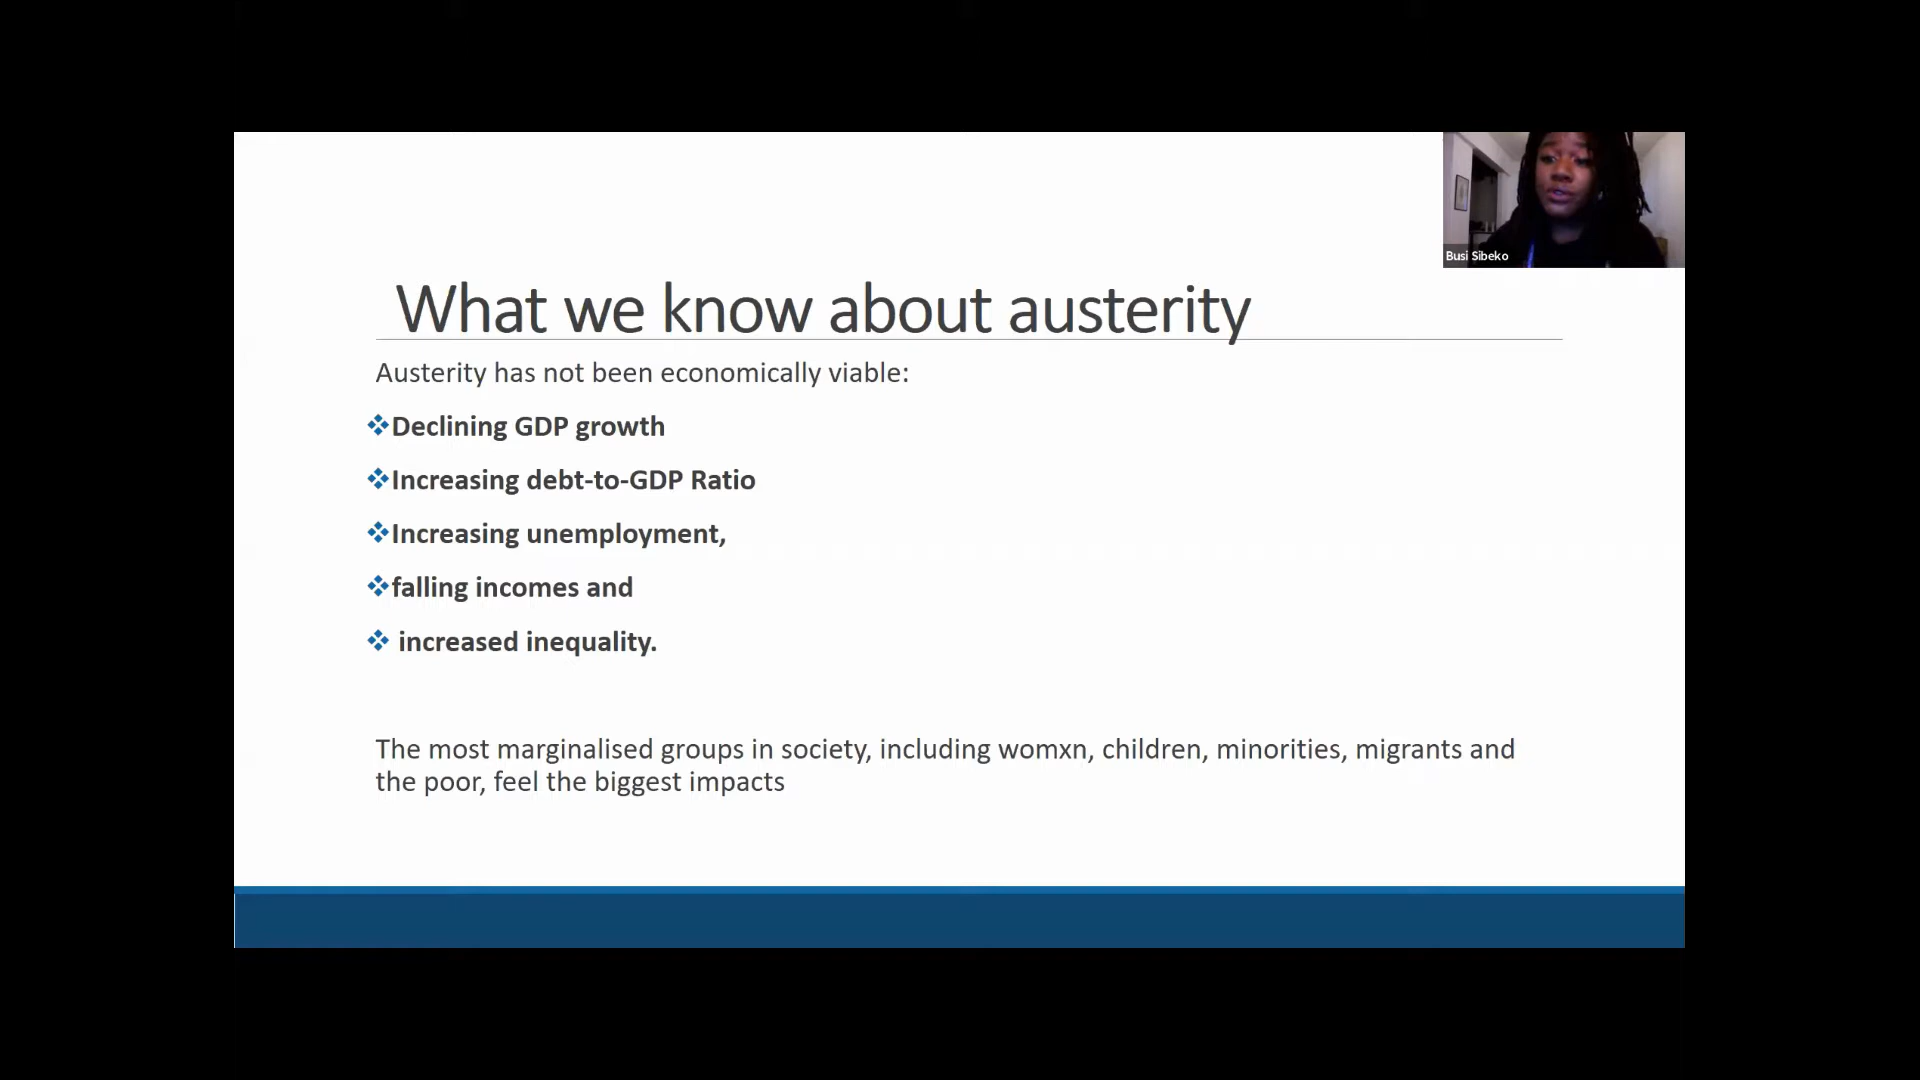 Busi Sibeko
What we know about austerity
Austerity has not been economically viable:
Declining GDP growth
Increasing debt-to-GDP Ratio
Increasing unemployment,
falling incomes and
increased inequality.
The most marginalised groups in society, including womxn, children, minorities, migrants and
the poor, feel the biggest impacts